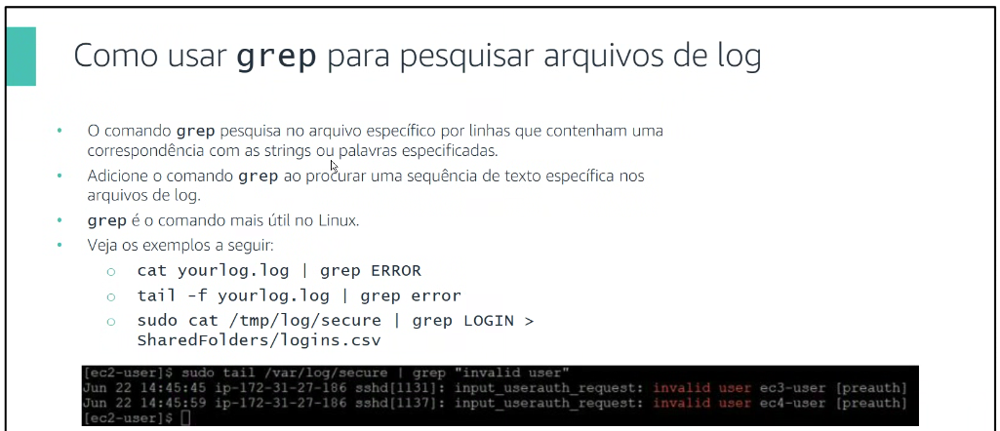 Como usar grep para pesquisar arquivos de log
• O comando grep pesquisa no arquivo específico por linhas que contenham uma
correspondência com as strings ou palavras especificadas.
• Adicione o comando grep ao procurar uma sequência de texto específica nos
arquivos de log.
• grep é o comando mais útil no Linux.
• Veja os exemplos a seguir:
o cat yourlog.log | grep ERROR
o tail -f yourlog.log | grep error
o sudo cat /tmp/log/secure | grep LOGIN >
SharedFolders/logins.csv
[ec2-user]$ sudo tail /var/log/secure | grep "invalid user"
Jun 22 14:45:45 ip-172-31-27-186 sshd[1131]: input_userauth_request: invalid user ec3-user [preauth]
Jun 22 14:45:59 ip-172-31-27-186 sshd[1137]: input_userauth_request: invalid user ec4-user [preauth]
[ec2-user]$